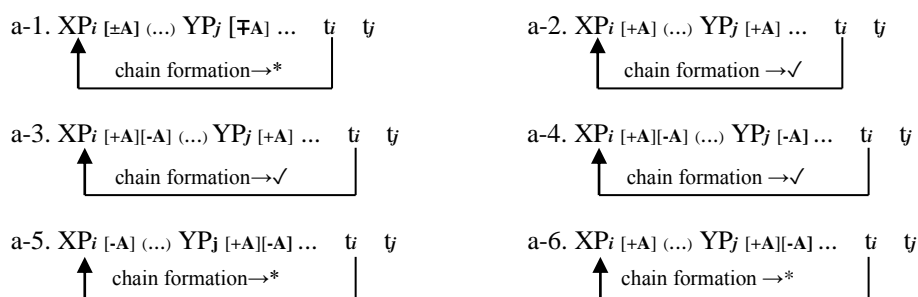 a-1. XPi [±A] (...) YPj [∓A] ... ti tj
chain formation→*
a-2. XPi [+A] (...) YPj [+A] ... ti tj
chain formation →✓
a-3. XPi [+A][-A] (...) YPj [+A] ... ti tj
chain formation→✓
a-4. XPi [+A][-A] (...) YPj [-A] ... ti tj
chain formation →✓
a-5. XPi [-A] (...) YPj [+A][-A] ... ti tj
chain formation→*
a-6. XPi [+A] (...) YPj [+A][-A] ... ti tj
chain formation →*